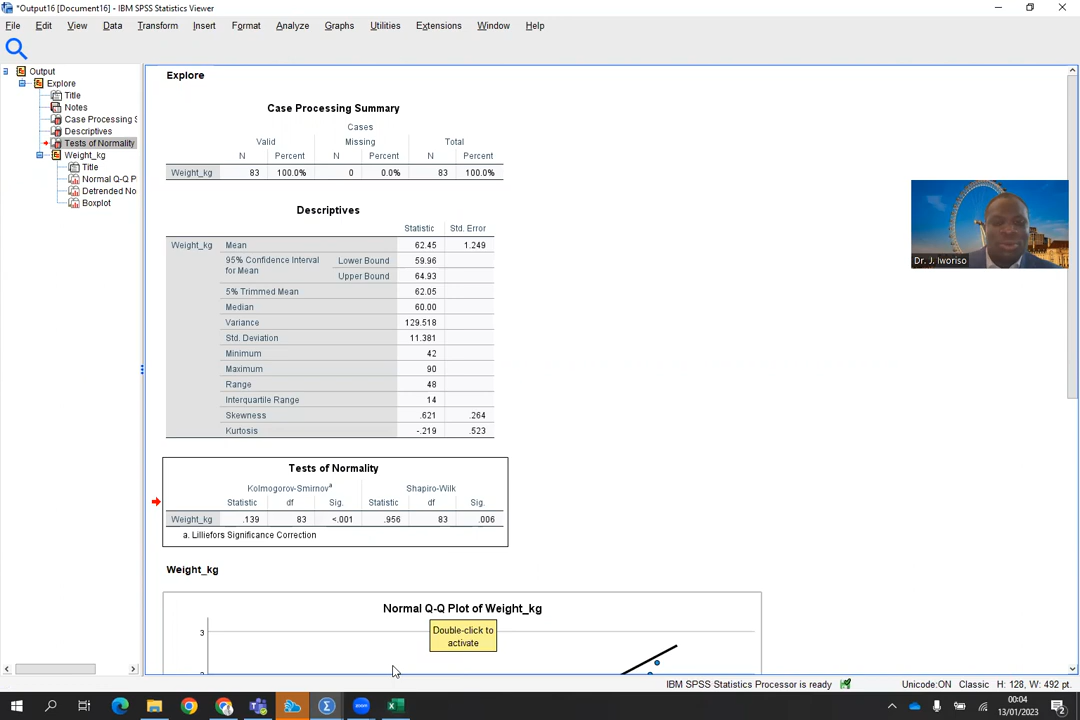 *Output16 [Document16] - IBM SPSS Statistics Viewer
File Edit View Data Transform Insert Format Analyze Graphs Utilities Extensions Window Help
Output
Explore
Title
Notes
Case Processing S
Descriptives
Tests of Normality
Weight_kg
Title
Normal Q-Q P
Detrended No
Boxplot
Explore
Case Processing Summary
Cases
Valid Missing Total
N Percent N Percent N Percent
Weight_kg 83 100.0% 0 0.0% 83 100.0%
Descriptives
Statistic Std. Error
Weight_kg Mean 62.45 1.249
95% Confidence Interval for Mean Lower Bound 59.96
Upper Bound 64.93
5% Trimmed Mean 62.05
Median 60.00
Variance 129.518
Std. Deviation 11.381
Minimum 42
Maximum 90
Range 48
Interquartile Range 14
Skewness .621 .264
Kurtosis -.219 .523
Tests of Normality
Kolmogorov-Smirnovᵃ Shapiro-Wilk
Statistic df Sig. Statistic df Sig.
Weight_kg .139 83 <.001 .956 83 .006
a. Lilliefors Significance Correction
Weight_kg
Normal Q-Q Plot of Weight_kg
Double-click to
activate
3
2
Dr. J. Iworiso
IBM SPSS Statistics Processor is ready Unicode:ON Classic H: 128, W: 492 pt.
00:04
13/01/2023
2